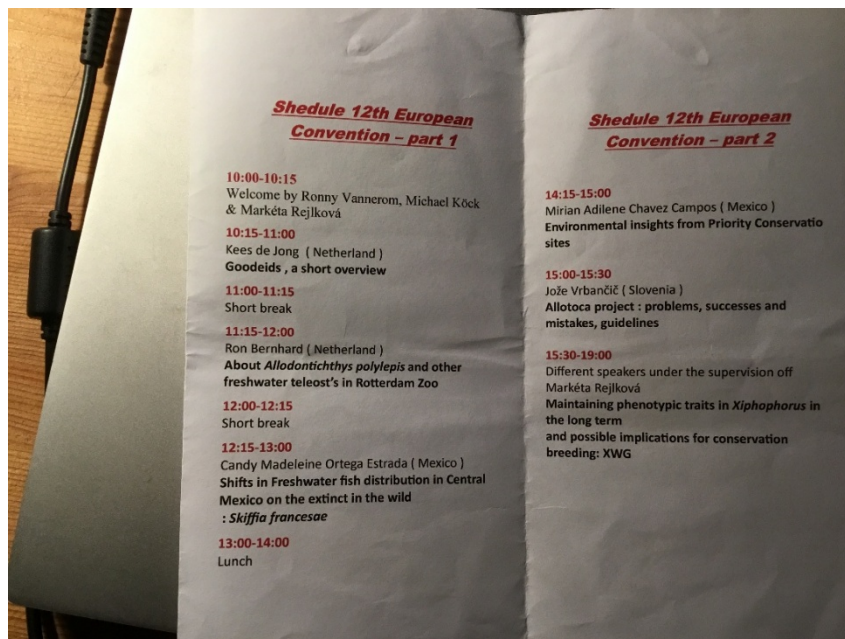 Shedule 12th European
Convention – part 1
10:00-10:15
Welcome by Ronny Vannerom, Michael Köck
& Markéta Rejlková
10:15-11:00
Kees de Jong ( Netherland )
Goodeids , a short overview
11:00-11:15
Short break
11:15-12:00
Ron Bernhard ( Netherland )
About Allodontichthys polylepis and other
freshwater teleost's in Rotterdam Zoo
12:00-12:15
Short break
12:15-13:00
Candy Madeleine Ortega Estrada ( Mexico )
Shifts in Freshwater fish distribution in Central
Mexico on the extinct in the wild
: Skiffia francesae
13:00-14:00
Lunch
Shedule 12th European
Convention – part 2
14:15-15:00
Mirian Adilene Chavez Campos ( Mexico )
Environmental insights from Priority Conservatio
sites
15:00-15:30
Jože Vrbančič ( Slovenia )
Allotoca project : problems, successes and
mistakes, guidelines
15:30-19:00
Different speakers under the supervision off
Markéta Rejlková
Maintaining phenotypic traits in Xiphophorus in
the long term
and possible implications for conservation
breeding: XWG